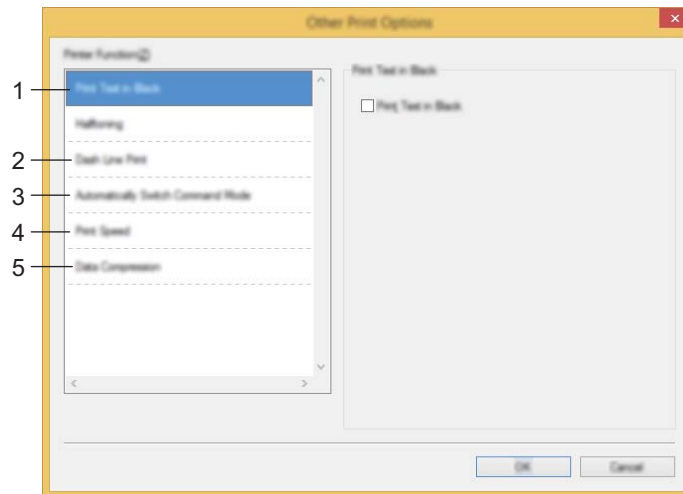 Other Print Options
Printer Function
Print Text in Black
Print Text in Black
Print Text in Black
1
Halftoning
2
Dash Line Print
3
Automatically Switch Command Mode
4
Print Speed
5
Data Compression
OK
Cancel